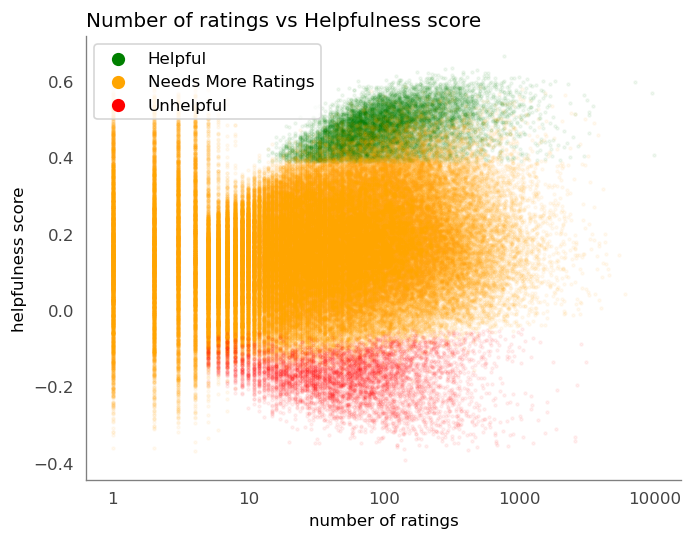 Number of ratings vs Helpfulness score
Helpful
Needs More Ratings
Unhelpful
helpfulness score
0.6
0.4
0.2
0.0
−0.2
−0.4
1
10
100
1000
10000
number of ratings